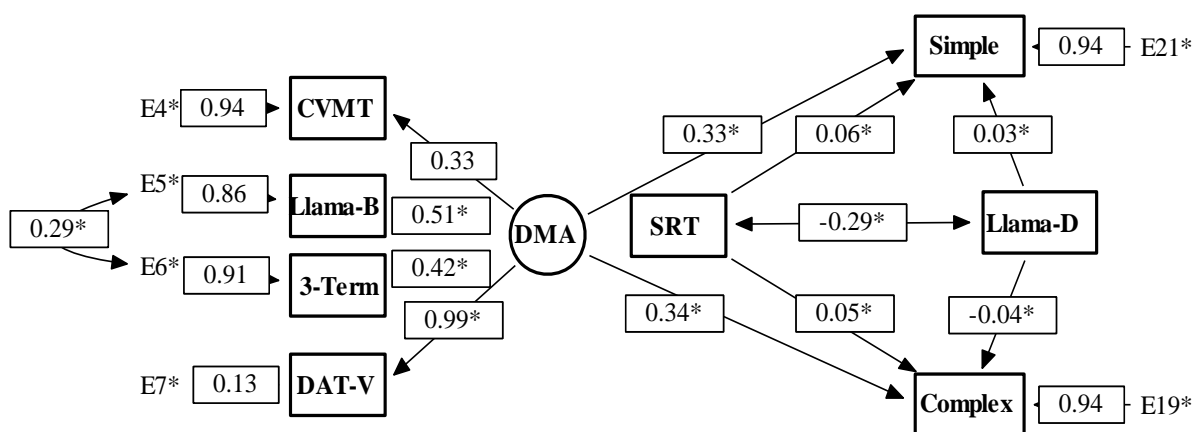 Simple
0.94
E21*
E4*
0.94
CVMT
0.33*
0.06*
0.03*
0.33
E5*
0.86
Llama-B
0.51*
0.29*
DMA
SRT
-0.29*
Llama-D
E6*
0.91
3-Term
0.42*
0.99*
0.34*
0.05*
-0.04*
E7*
0.13
DAT-V
Complex
0.94
E19*